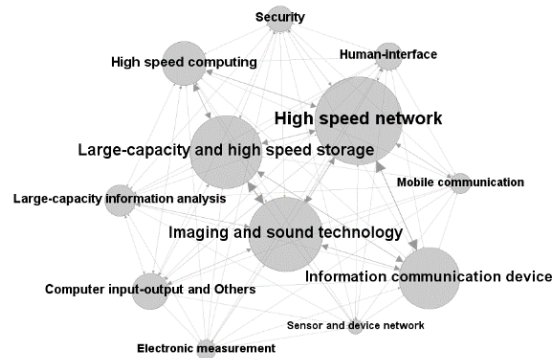 Security
Human-interface
High speed computing
High speed network
Large-capacity and high speed storage
Mobile communication
Large-capacity information analysis
Imaging and sound technology
Information communication device
Computer input-output and Others
Sensor and device network
Electronic measurement